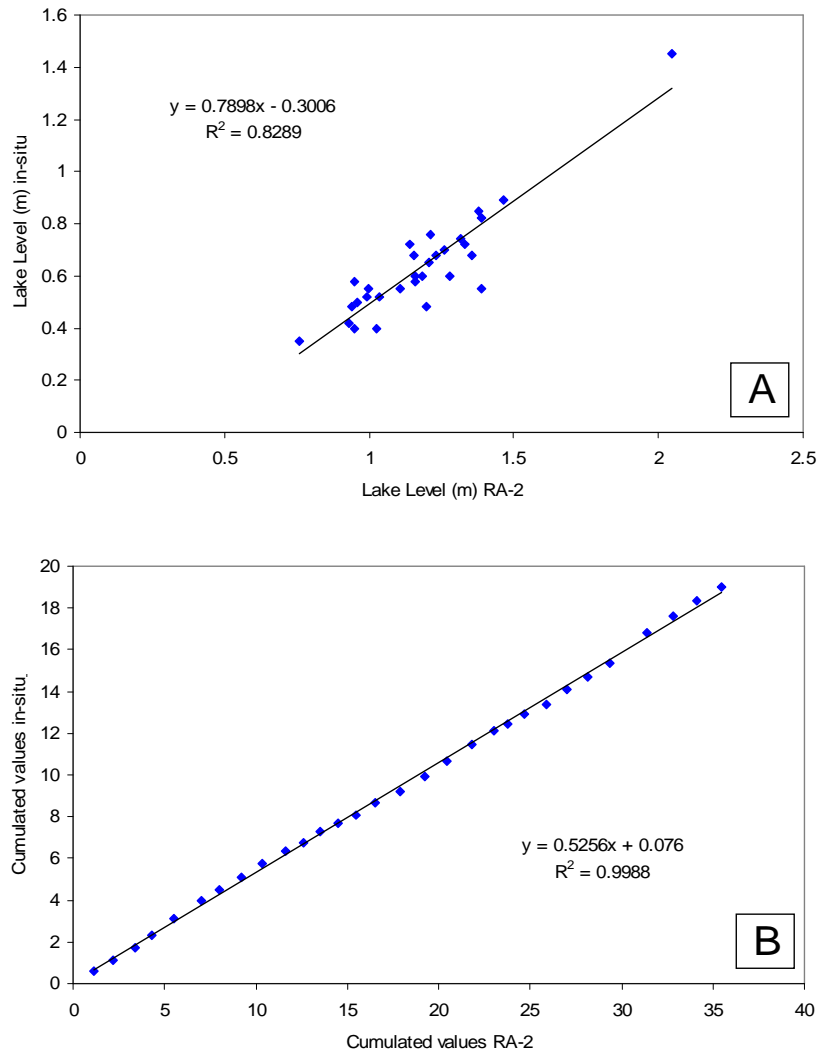 1.6
1.4
1.2
1
0.8
0.6
0.4
0.2
0
Lake Level (m) in-situ
y = 0.7898x - 0.3006
R² = 0.8289
A
0 0.5 1 1.5 2 2.5
Lake Level (m) RA-2
20
18
16
14
12
10
8
6
4
2
0
Cumulated values in-situ.
y = 0.5256x + 0.076
R² = 0.9988
B
0 5 10 15 20 25 30 35 40
Cumulated values RA-2